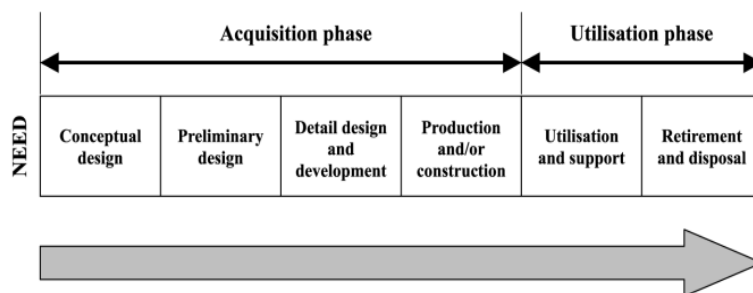 Acquisition phase
Utilisation phase
NEED
Conceptual
design
Preliminary
design
Detail design
and
development
Production
and/or
construction
Utilisation
and support
Retirement
and disposal